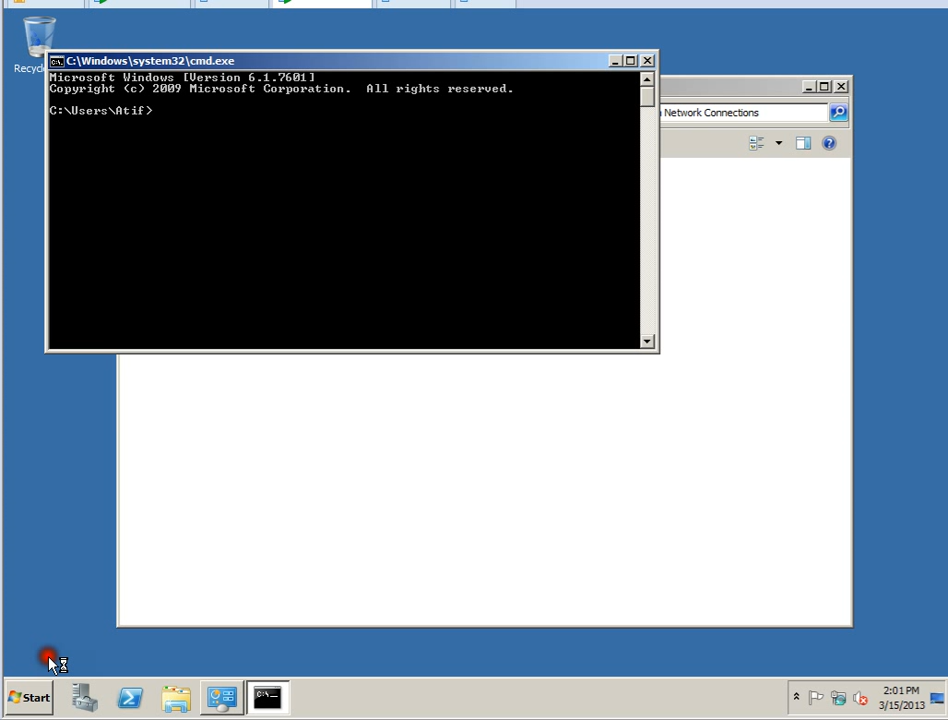 C:\Windows\system32\cmd.exe
Microsoft Windows [Version 6.1.7601]
Copyright (c) 2009 Microsoft Corporation.  All rights reserved.
C:\Users\Atif>
Network Connections
Start
2:01 PM
3/15/2013